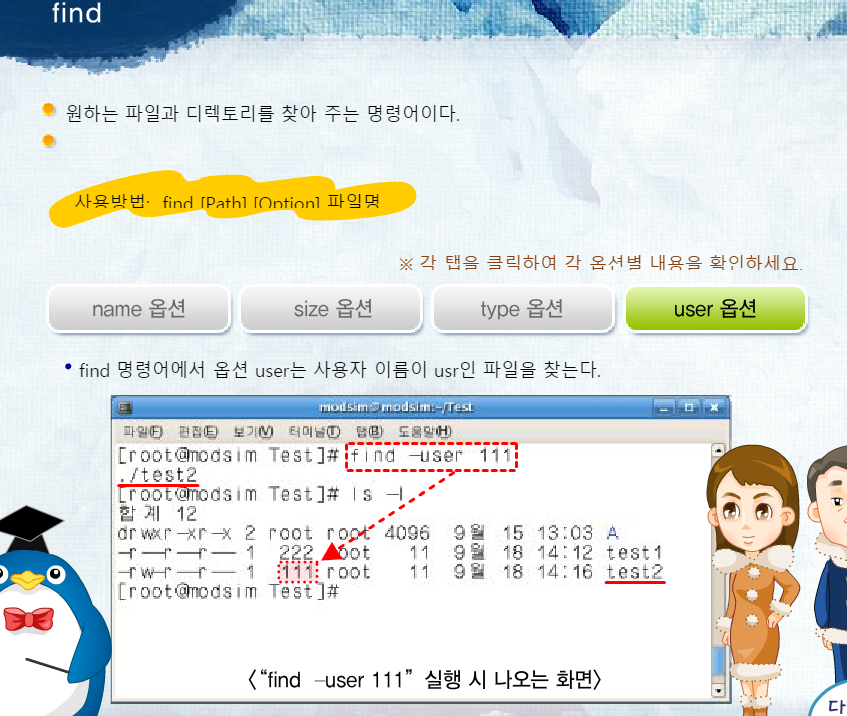 find
원하는 파일과 디렉토리를 찾아 주는 명령어이다.
사용방법: find [Path] [Option] 파일명
※ 각 탭을 클릭하여 각 옵션별 내용을 확인하세요.
name 옵션 size 옵션 type 옵션 user 옵션
• find 명령어에서 옵션 user는 사용자 이름이 usr인 파일을 찾는다.
modsim@modsim:~/Test
파일(F) 편집(E) 보기(V) 터미널(T) 탭(B) 도움말(H)
[root@modsim Test]# find -user 111
./test2
[root@modsim Test]# ls -l
합계 12
drwxr-xr-x 2 root root 4096 9월 15 13:03 A
-r--r--r-- 1 222 root 11 9월 18 14:12 test1
-rw-r--r-- 1 111 root 11 9월 18 14:16 test2
[root@modsim Test]#
〈“find -user 111” 실행 시 나오는 화면〉
다